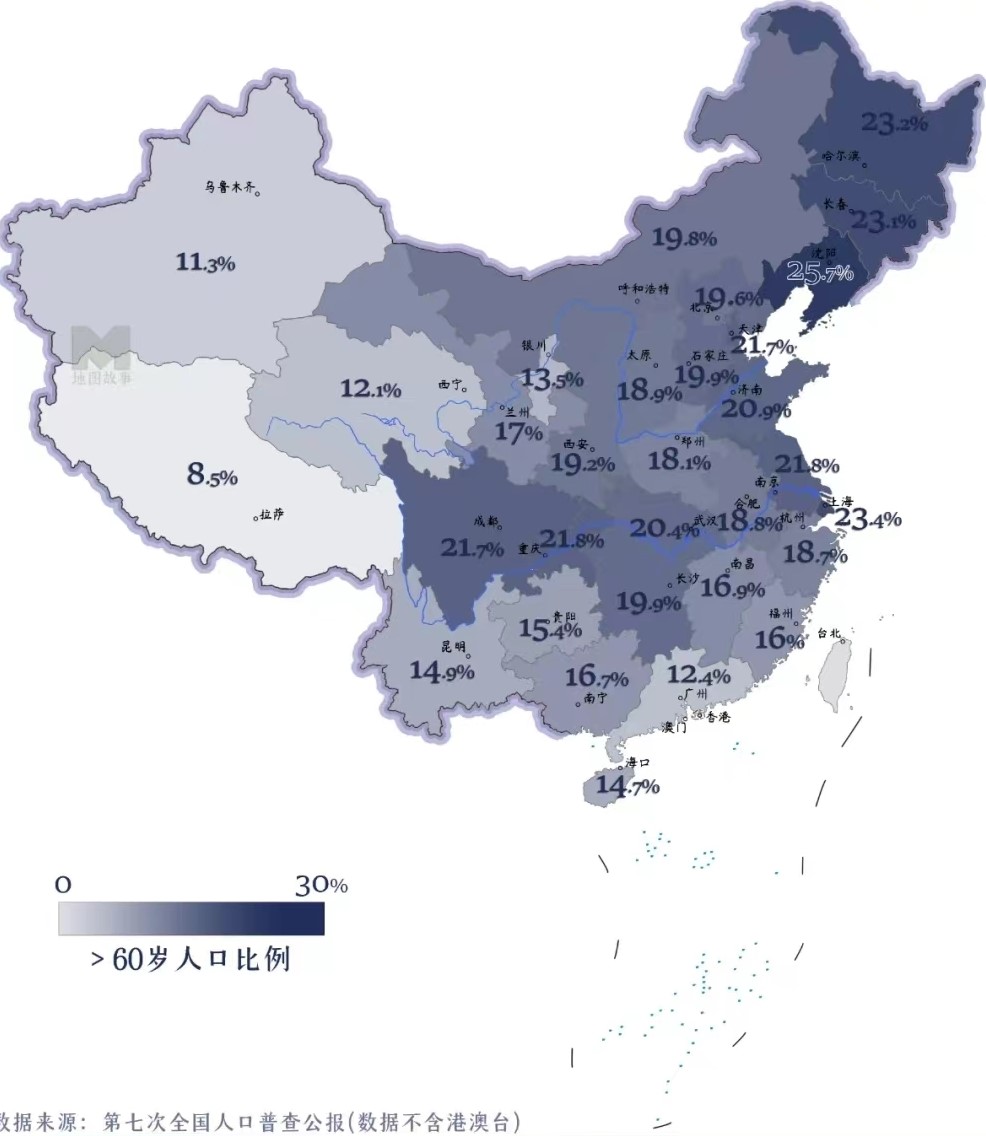 23.2%
哈尔滨
长春
23.1%
乌鲁木齐
19.8%
沈阳
25.7%
11.3%
呼和浩特
19.6%
北京
天津
21.7%
地图故事
银川
太原
石家庄
12.1%
西宁
13.5%
18.9%
19.9%
济南
20.9%
兰州
17%
西安
郑州
19.2%
18.1%
21.8%
8.5%
南京
拉萨
成都
合肥
上海
20.4%
武汉
18.8%
杭州
23.4%
21.7%
重庆
21.8%
18.7%
南昌
长沙
16.9%
19.9%
贵阳
15.4%
福州
16%
台北
昆明
14.9%
16.7%
南宁
12.4%
广州
香港
澳门
海口
14.7%
0
30%
> 60岁人口比例
数据来源：第七次全国人口普查公报(数据不含港澳台)